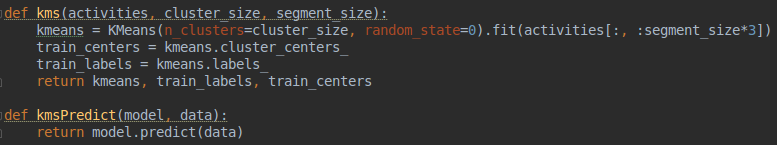 def kms(activities, cluster_size, segment_size):
    kmeans = KMeans(n_clusters=cluster_size, random_state=0).fit(activities[:, :segment_size*3])
    train_centers = kmeans.cluster_centers_
    train_labels = kmeans.labels_
    return kmeans, train_labels, train_centers
def kmsPredict(model, data):
    return model.predict(data)